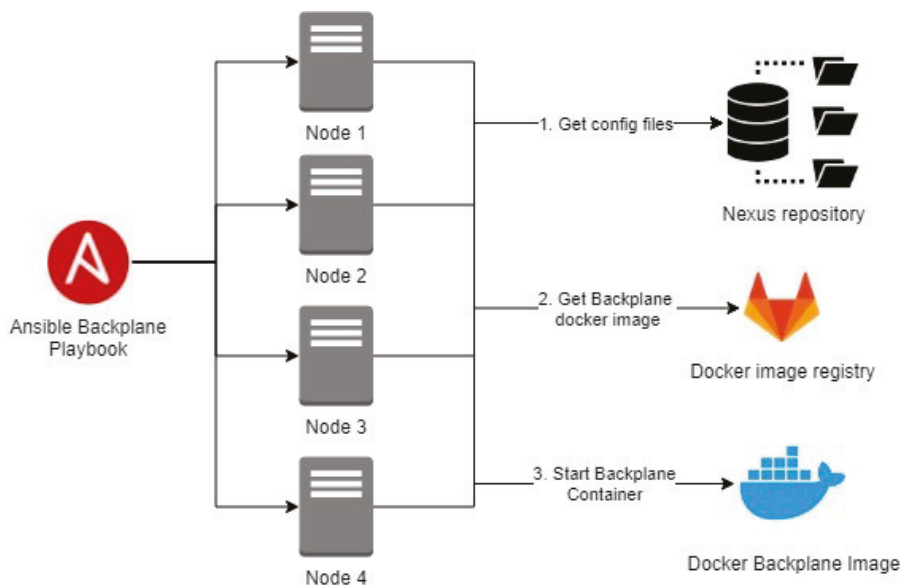 Node 1
1. Get config files
Nexus repository
Node 2
Ansible Backplane
Playbook
2. Get Backplane
docker image
Docker image registry
Node 3
3. Start Backplane
Container
Docker Backplane Image
Node 4